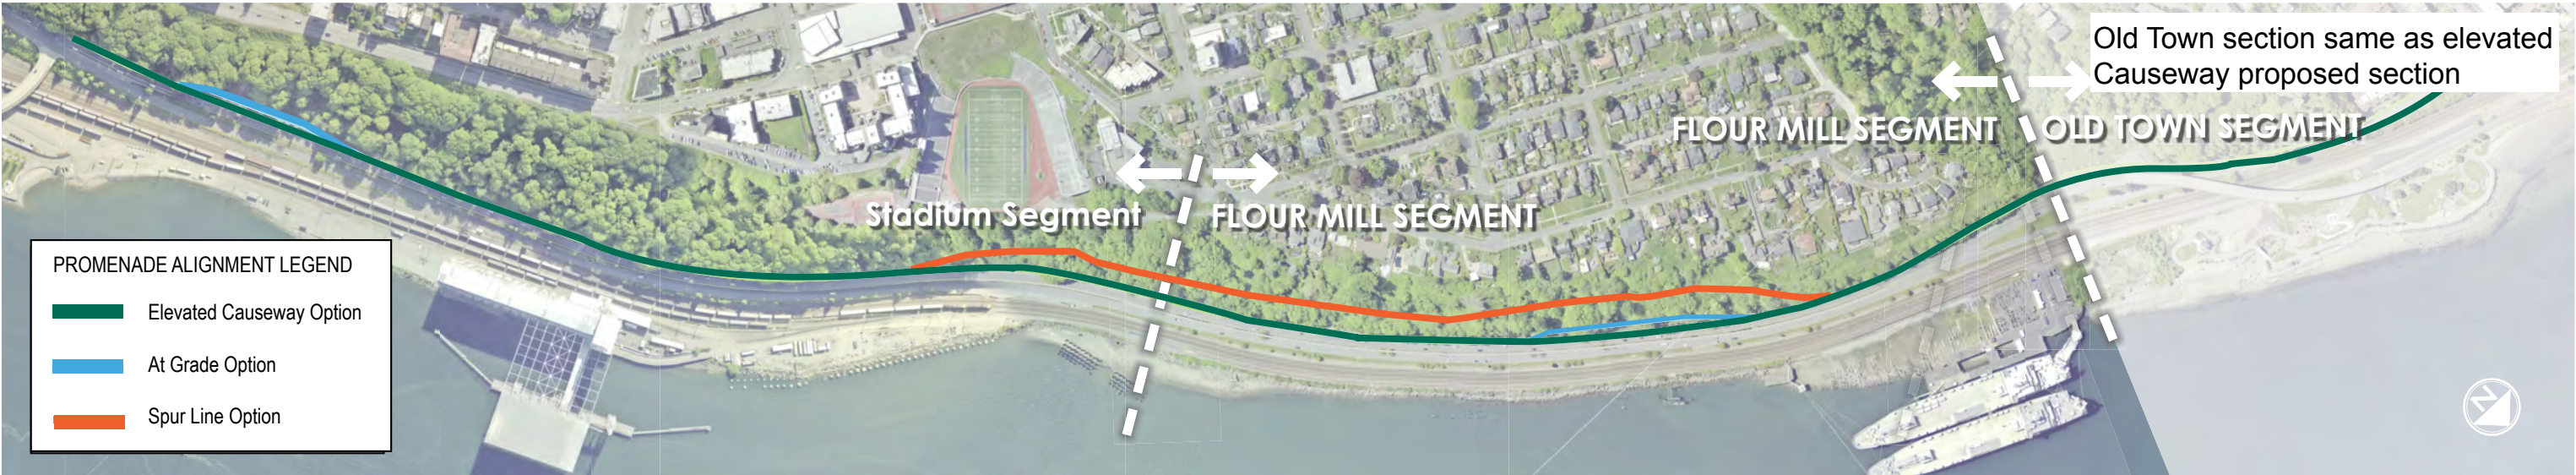 Old Town section same as elevated
Causeway proposed section
FLOUR MILL SEGMENT
OLD TOWN SEGMENT
Stadium Segment
FLOUR MILL SEGMENT
PROMENADE ALIGNMENT LEGEND
Elevated Causeway Option
At Grade Option
Spur Line Option
N